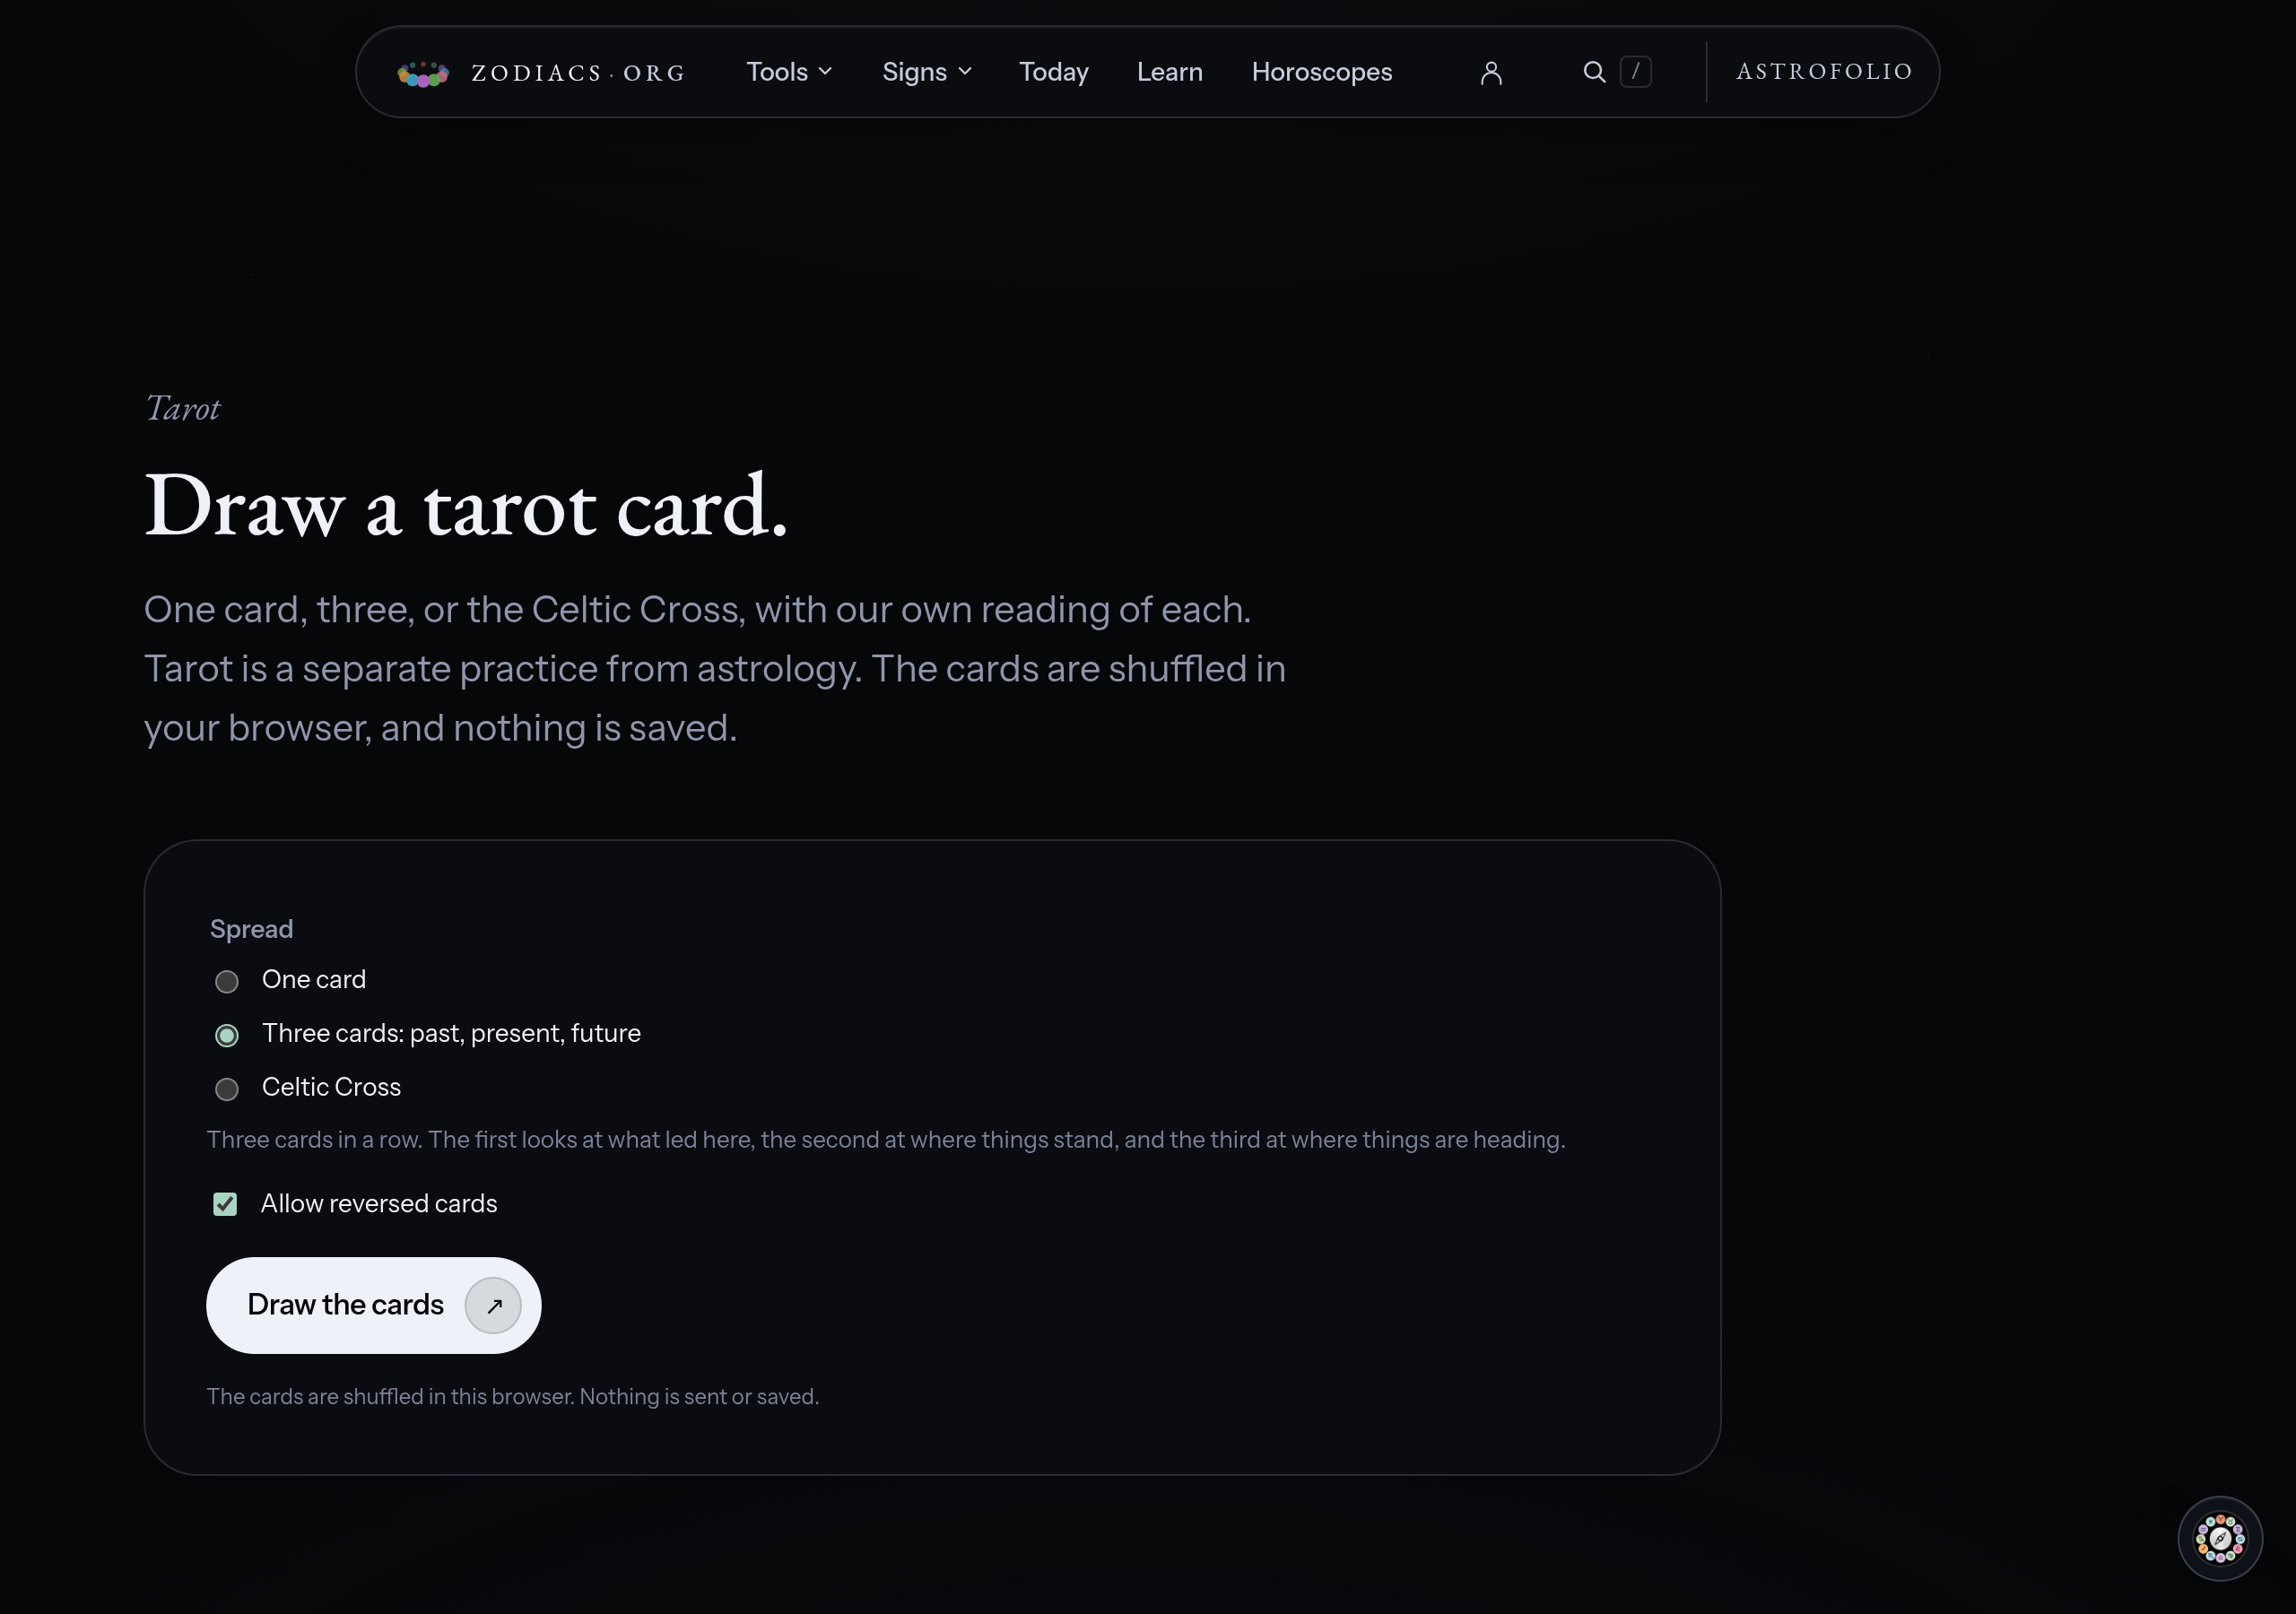 ZODIACS · ORG
Tools
Signs
Today
Learn
Horoscopes
/
ASTROFOLIO
Tarot
Draw a tarot card.
One card, three, or the Celtic Cross, with our own reading of each.
Tarot is a separate practice from astrology. The cards are shuffled in
your browser, and nothing is saved.
Spread
One card
Three cards: past, present, future
Celtic Cross
Three cards in a row. The first looks at what led here, the second at where things stand, and the third at where things are heading.
Allow reversed cards
Draw the cards ↗
The cards are shuffled in this browser. Nothing is sent or saved.